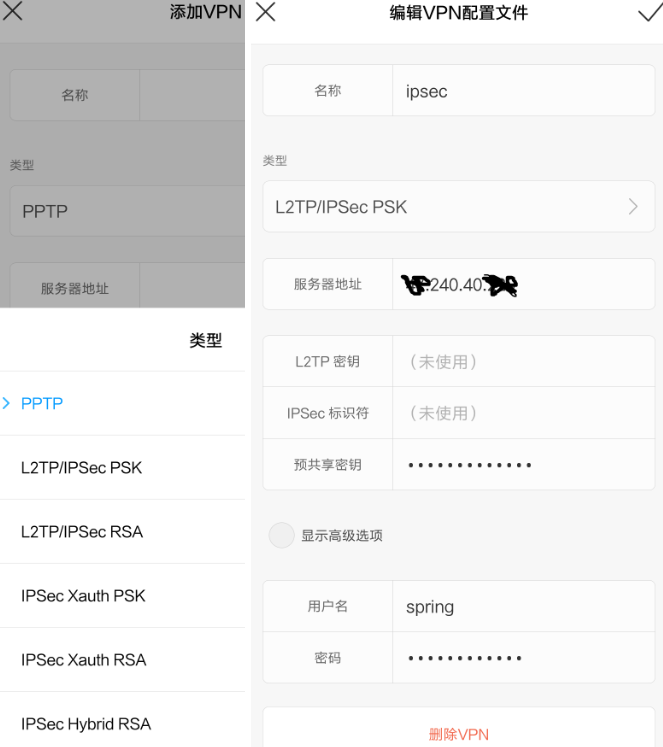 添加VPN
名称
类型
PPTP
服务器地址
类型
PPTP
L2TP/IPSec PSK
L2TP/IPSec RSA
IPSec Xauth PSK
IPSec Xauth RSA
IPSec Hybrid RSA
编辑VPN配置文件
名称 ipsec
类型
L2TP/IPSec PSK
服务器地址 .240.40.
L2TP 密钥 （未使用）
IPSec 标识符 （未使用）
预共享密钥 •••••••••••••
显示高级选项
用户名 spring
密码 ••••••••••••
删除VPN